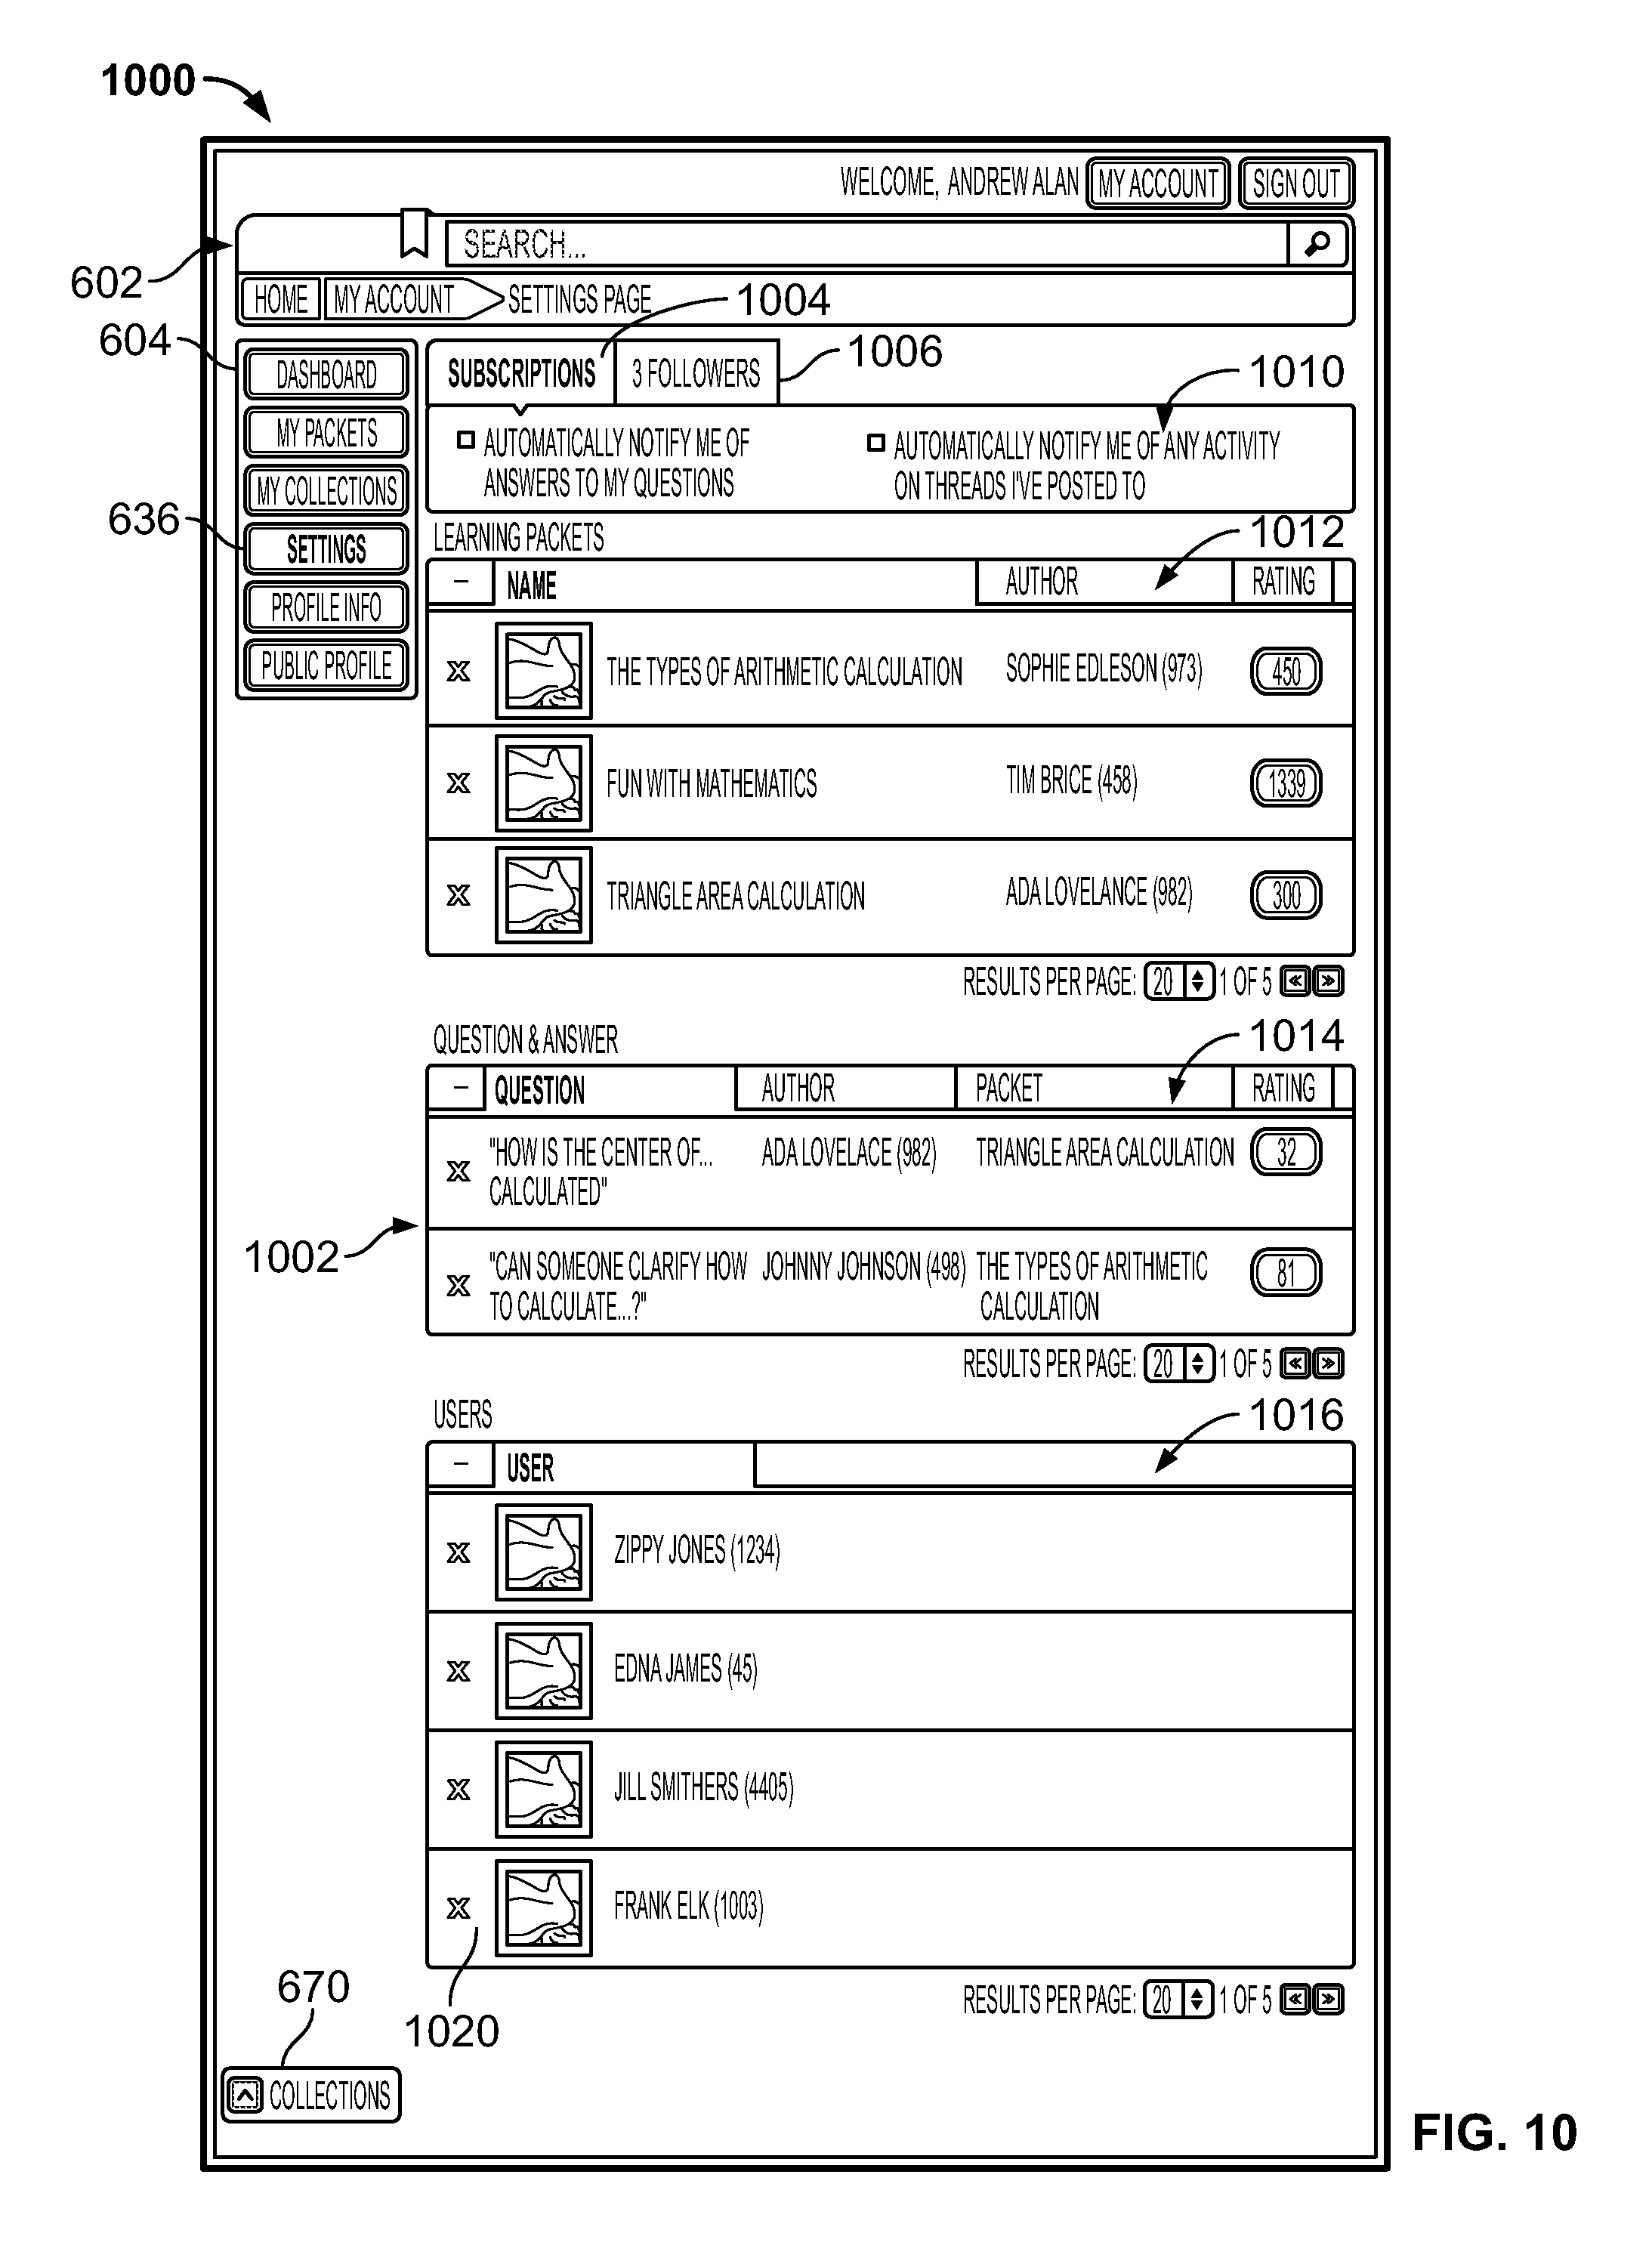 1000
WELCOME, ANDREW ALAN MY ACCOUNT SIGN OUT
SEARCH...
602
HOME MY ACCOUNT SETTINGS PAGE 1004
604
DASHBOARD
MY PACKETS
MY COLLECTIONS
636
SETTINGS
PROFILE INFO
PUBLIC PROFILE
SUBSCRIPTIONS 3 FOLLOWERS 1006
1010
AUTOMATICALLY NOTIFY ME OF
ANSWERS TO MY QUESTIONS
AUTOMATICALLY NOTIFY ME OF ANY ACTIVITY
ON THREADS I'VE POSTED TO
LEARNING PACKETS 1012
– NAME AUTHOR RATING
X THE TYPES OF ARITHMETIC CALCULATION SOPHIE EDLESON (973) 450
X FUN WITH MATHEMATICS TIM BRICE (458) 1339
X TRIANGLE AREA CALCULATION ADA LOVELANCE (982) 300
RESULTS PER PAGE: 20 1 OF 5 « »
QUESTION & ANSWER 1014
– QUESTION AUTHOR PACKET RATING
X "HOW IS THE CENTER OF... ADA LOVELACE (982) TRIANGLE AREA CALCULATION 32
CALCULATED"
1002
X "CAN SOMEONE CLARIFY HOW JOHNNY JOHNSON (498) THE TYPES OF ARITHMETIC 81
TO CALCULATE...?" CALCULATION
RESULTS PER PAGE: 20 1 OF 5 « »
USERS 1016
– USER
X ZIPPY JONES (1234)
X EDNA JAMES (45)
X JILL SMITHERS (4405)
X FRANK ELK (1003)
670
1020
RESULTS PER PAGE: 20 1 OF 5 « »
COLLECTIONS
FIG. 10